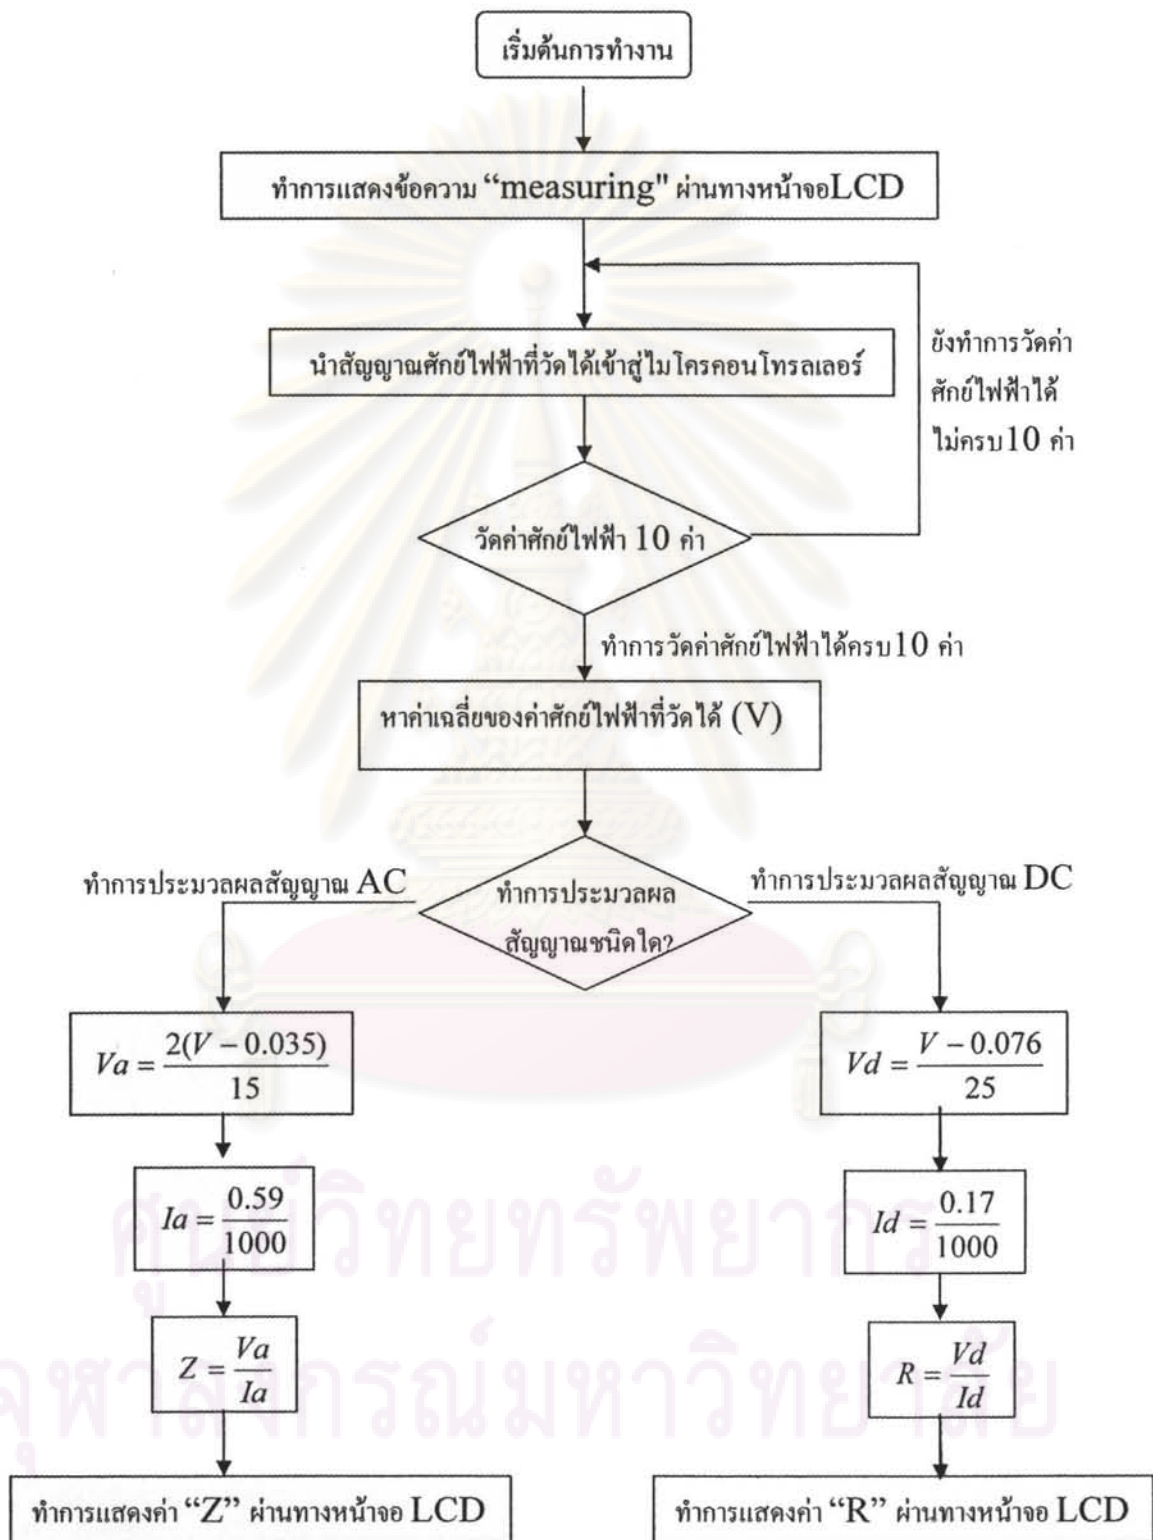 เริ่มต้นการทำงาน
ทำการแสดงข้อความ “measuring" ผ่านทางหน้าจอLCD
นำสัญญาณศักย์ไฟฟ้าที่วัดได้เข้าสู่ไมโครคอนโทรลเลอร์
ยังทำการวัดค่า
ศักย์ไฟฟ้าได้
ไม่ครบ10 ค่า
วัดค่าศักย์ไฟฟ้า 10 ค่า
ทำการวัดค่าศักย์ไฟฟ้าได้ครบ10 ค่า
หาค่าเฉลี่ยของค่าศักย์ไฟฟ้าที่วัดได้ (V)
ทำการประมวลผลสัญญาณ AC
ทำการประมวลผล
สัญญาณชนิดใด?
ทำการประมวลผลสัญญาณ DC
Va = 2(V − 0.035) / 15
Vd = V − 0.076 / 25
Ia = 0.59 / 1000
Id = 0.17 / 1000
Z = Va / Ia
R = Vd / Id
ทำการแสดงค่า “Z” ผ่านทางหน้าจอ LCD
ทำการแสดงค่า “R” ผ่านทางหน้าจอ LCD
ศูนย์วิทยทรัพยากร
จุฬาลงกรณ์มหาวิทยาลัย